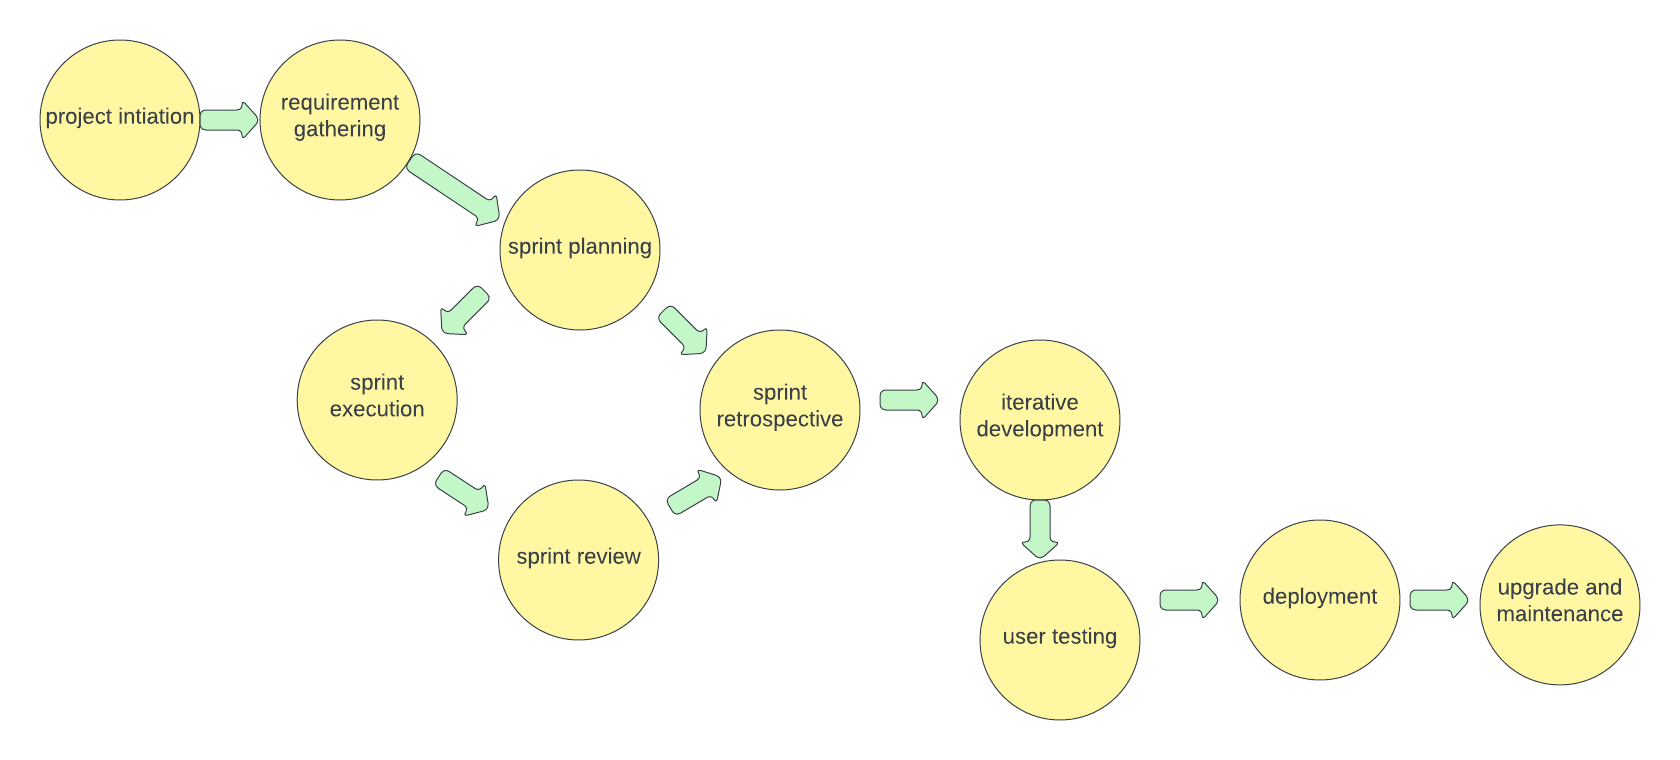 project intiation
requirement
gathering
sprint planning
sprint
execution
sprint review
sprint
retrospective
iterative
development
user testing
deployment
upgrade and
maintenance